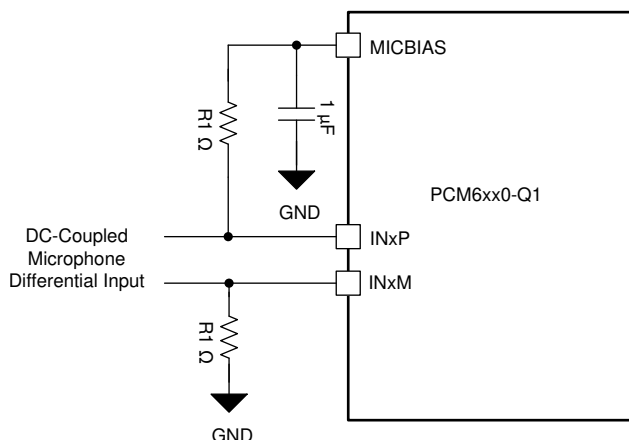 MICBIAS
R1 Ω
1 µF
GND
PCM6xx0-Q1
DC-Coupled
Microphone
Differential Input
INxP
INxM
R1 Ω
GND